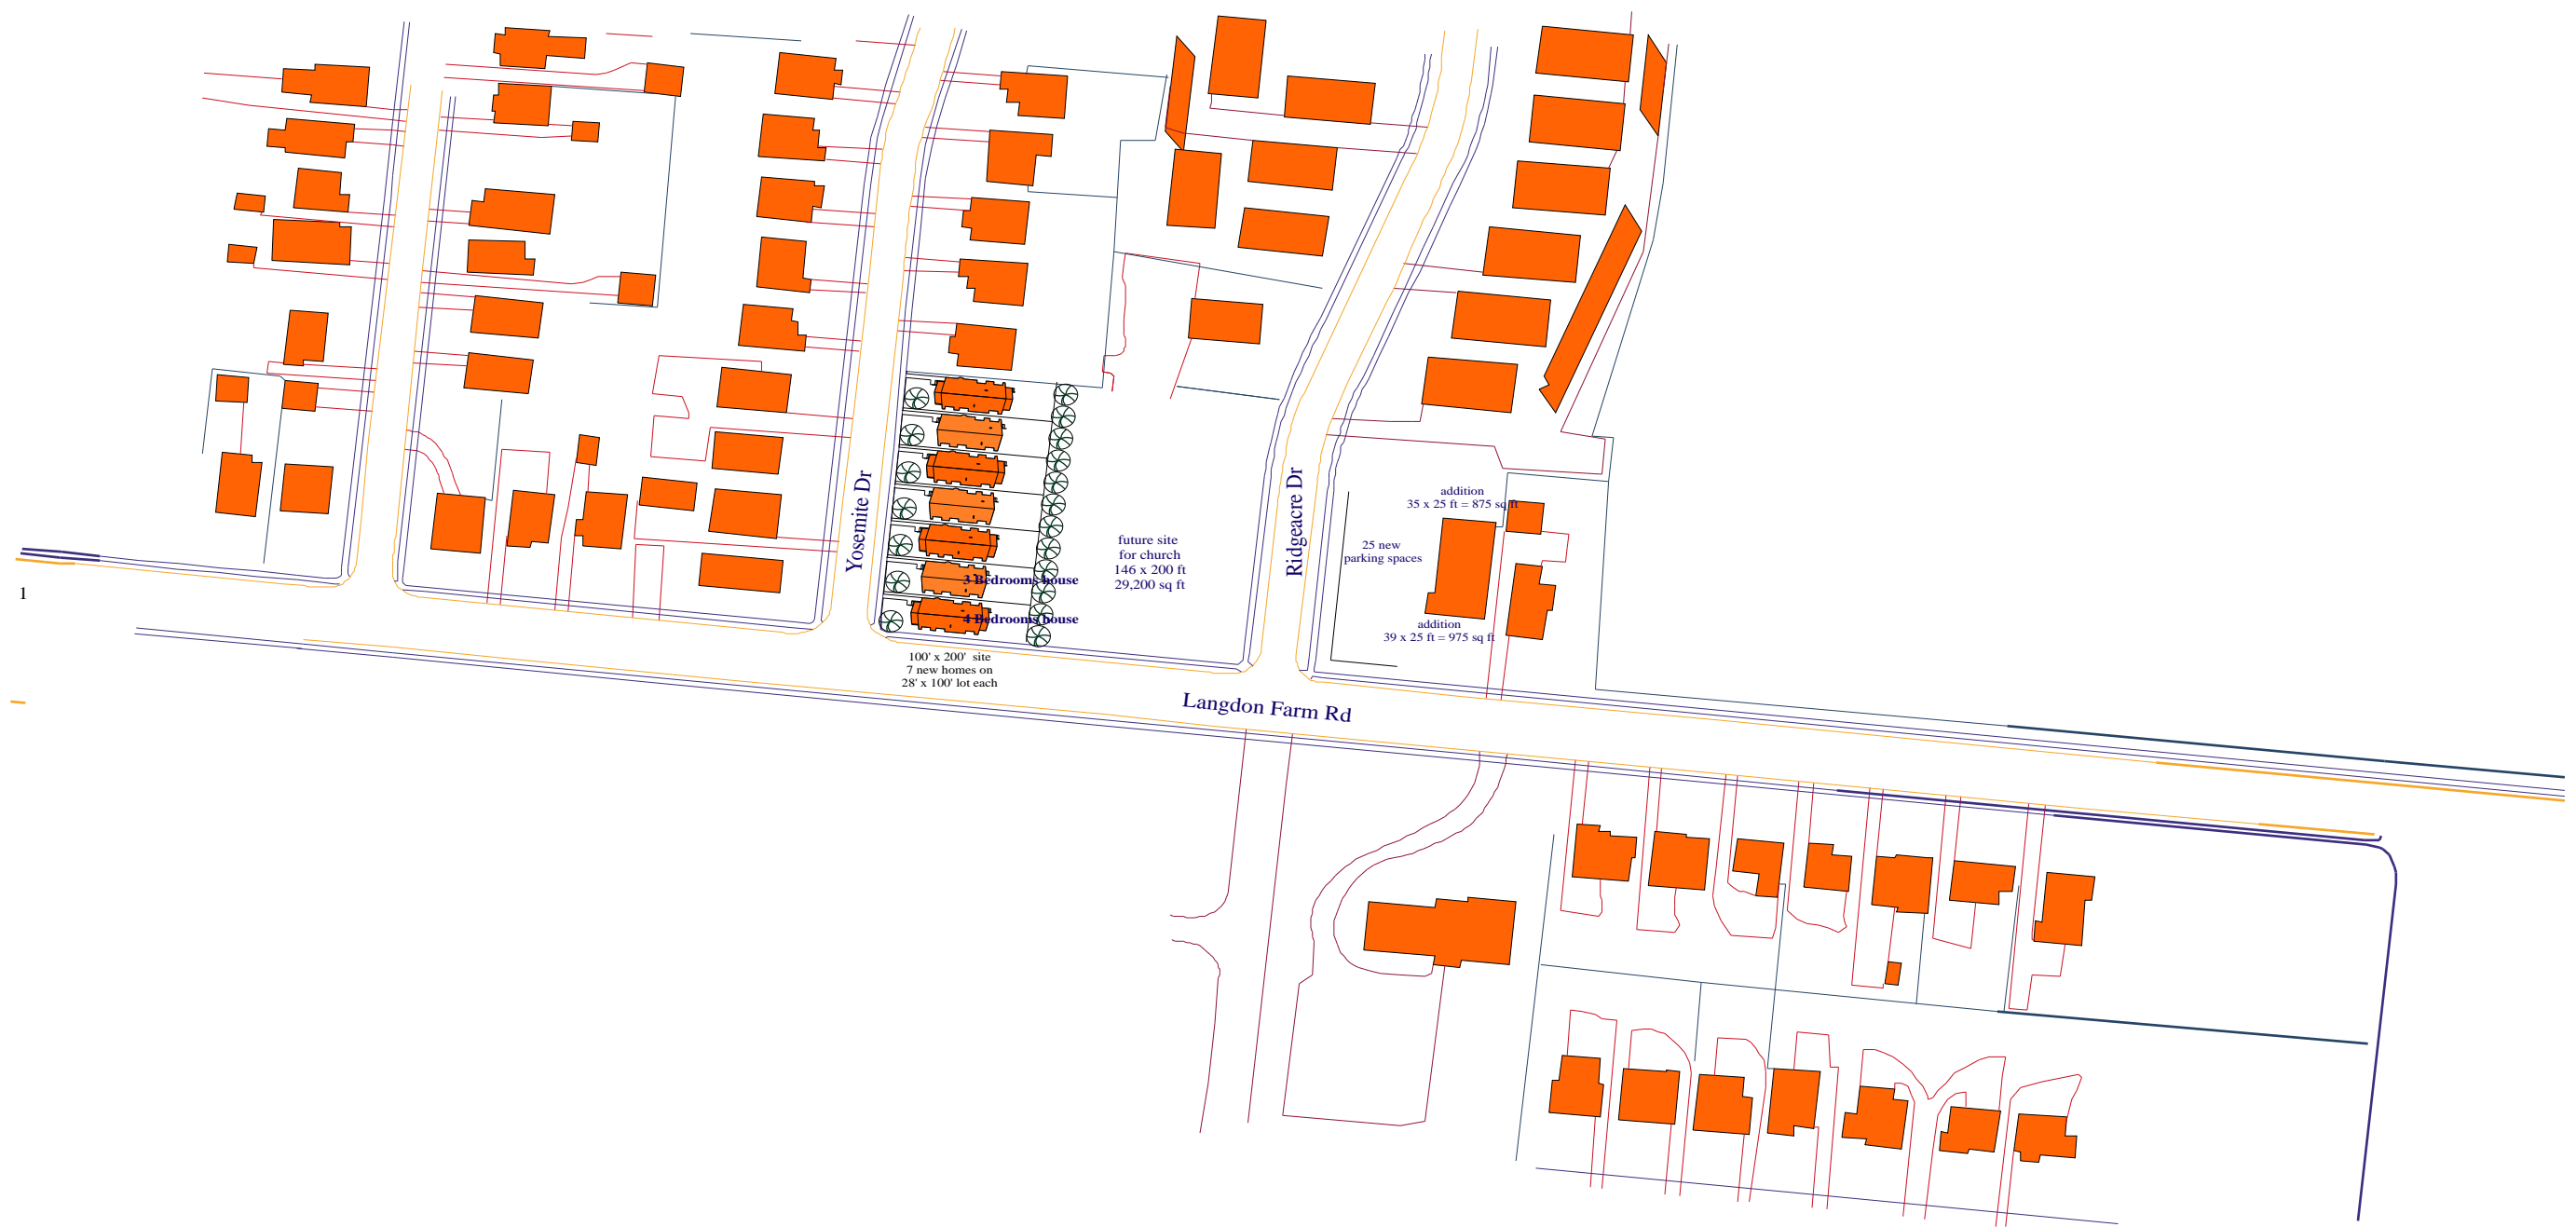 addition
35 x 25 ft = 875 sq ft
25 new
parking spaces
future site
for church
146 x 200 ft
29,200 sq ft
Yosemite Dr
Ridgeacre Dr
3 Bedrooms house
1
4 Bedrooms house
addition
39 x 25 ft = 975 sq ft
100' x 200'  site
7 new homes on
28' x 100' lot each
Langdon Farm Rd